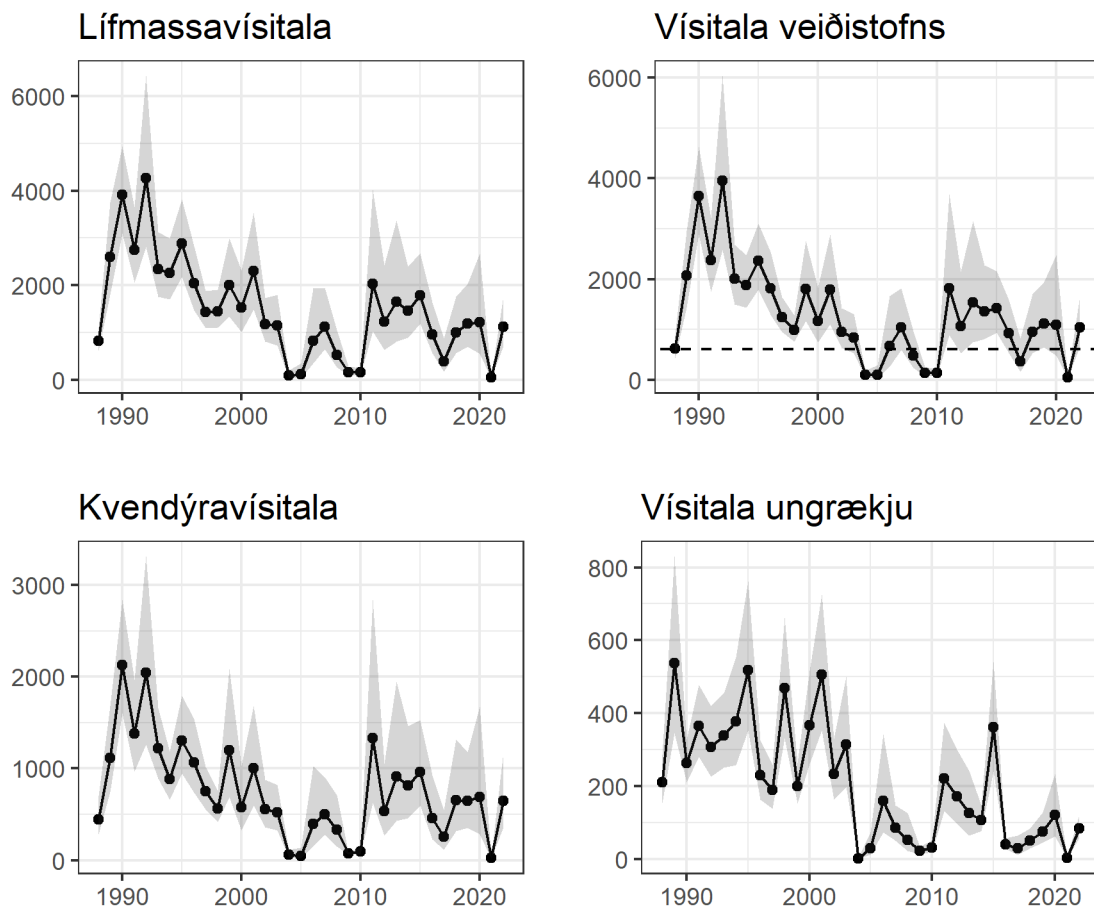 Lífmassavísitala
6000
4000
2000
0
1990 2000 2010 2020
Vísitala veiðistofns
6000
4000
2000
0
1990 2000 2010 2020
Kvendýravísitala
3000
2000
1000
0
1990 2000 2010 2020
Vísitala ungrækju
800
600
400
200
0
1990 2000 2010 2020